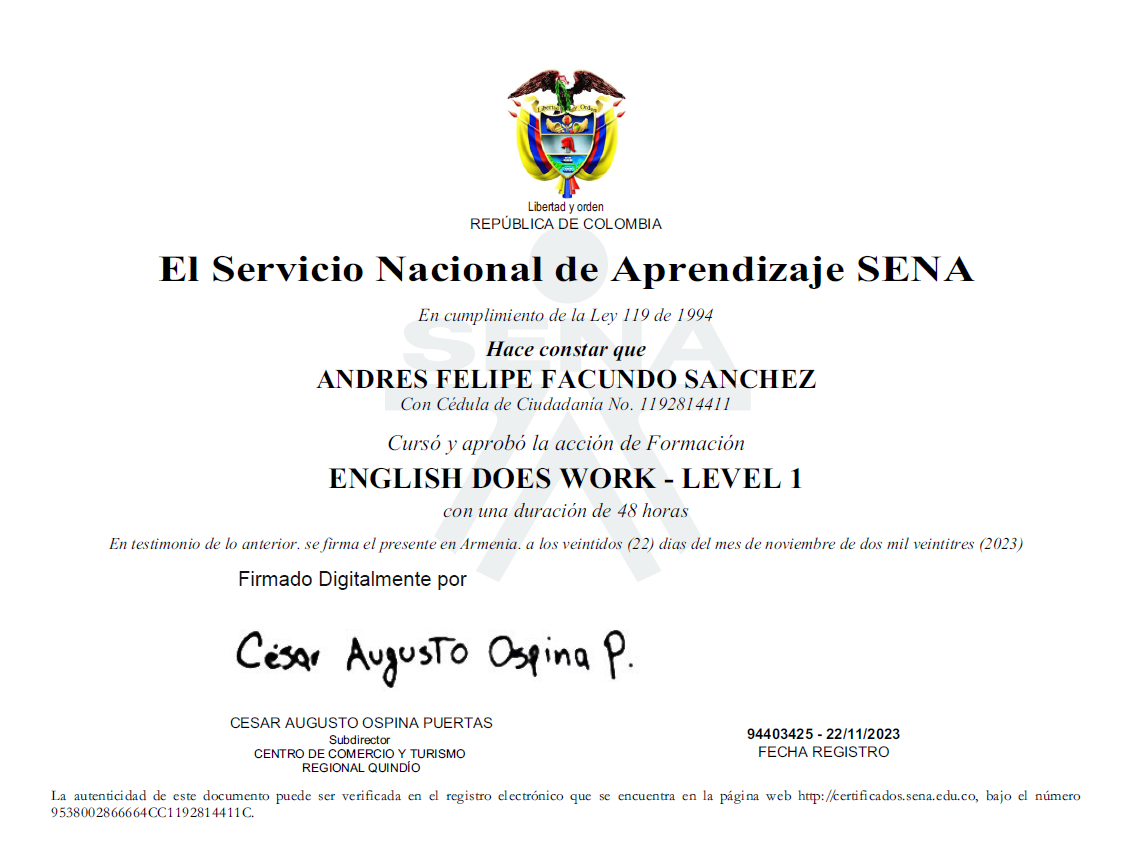 Libertad y Orden
Libertad y orden
REPÚBLICA DE COLOMBIA
El Servicio Nacional de Aprendizaje SENA
SENA
En cumplimiento de la Ley 119 de 1994
Hace constar que
ANDRES FELIPE FACUNDO SANCHEZ
Con Cédula de Ciudadanía No. 1192814411
Cursó y aprobó la acción de Formación
ENGLISH DOES WORK - LEVEL 1
con una duración de 48 horas
En testimonio de lo anterior. se firma el presente en Armenia. a los veintidos (22) dias del mes de noviembre de dos mil veintitres (2023)
Firmado Digitalmente por
César Augusto Ospina P.
CESAR AUGUSTO OSPINA PUERTAS
Subdirector
CENTRO DE COMERCIO Y TURISMO
REGIONAL QUINDÍO
94403425 - 22/11/2023
FECHA REGISTRO
La autenticidad de este documento puede ser verificada en el registro electrónico que se encuentra en la página web http://certificados.sena.edu.co, bajo el número
9538002866664CC1192814411C.